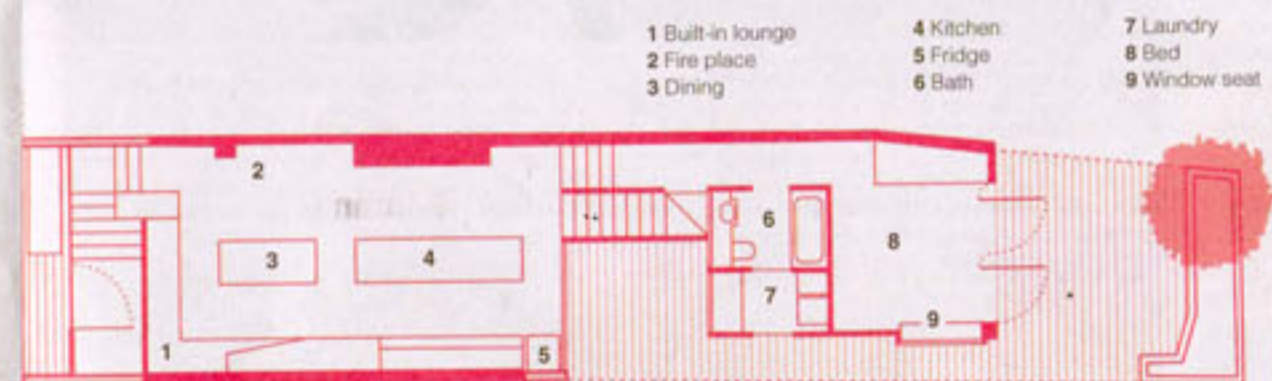 1 Built-in lounge
2 Fire place
3 Dining
4 Kitchen
5 Fridge
6 Bath
7 Laundry
8 Bed
9 Window seat
2
6
3
4
8
7
9
1
5